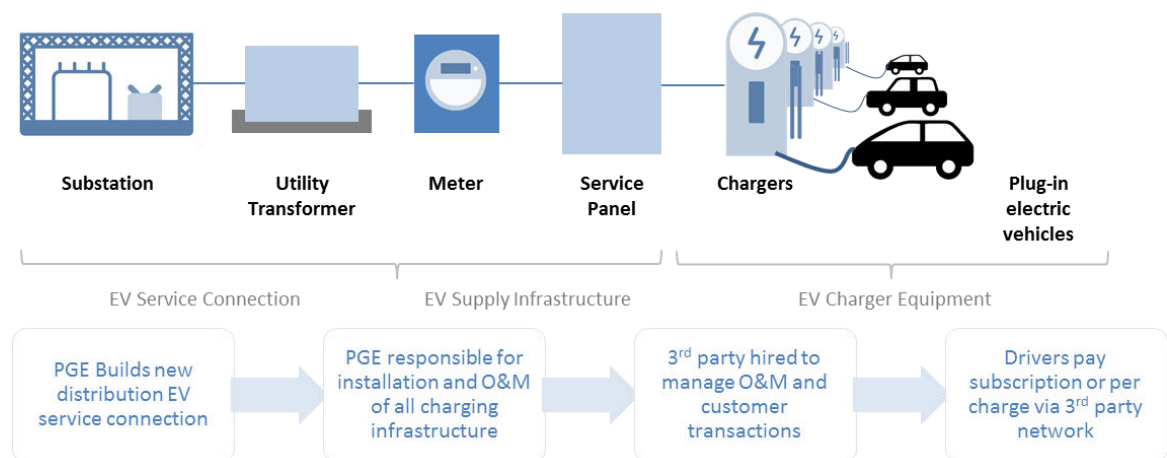 Substation
Utility
Transformer
Meter
Service
Panel
Chargers
Plug-in
electric
vehicles
EV Service Connection
EV Supply Infrastructure
EV Charger Equipment
PGE Builds new
distribution EV
service connection
PGE responsible for
installation and O&M
of all charging
infrastructure
3rd party hired to
manage O&M and
customer
transactions
Drivers pay
subscription or per
charge via 3rd party
network